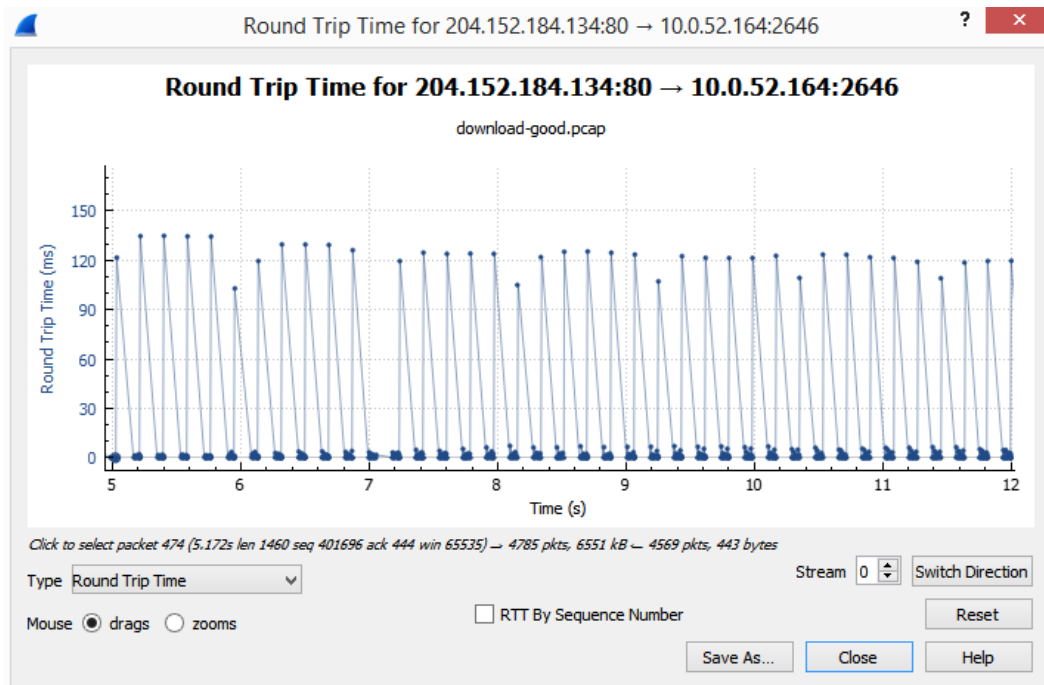 Round Trip Time for 204.152.184.134:80 → 10.0.52.164:2646
?
×
Round Trip Time for 204.152.184.134:80 → 10.0.52.164:2646
download-good.pcap
Round Trip Time (ms)
150
120
90
60
30
0
5 6 7 8 9 10 11 12
Time (s)
Click to select packet 474 (5.172s len 1460 seq 401696 ack 444 win 65535) → 4785 pkts, 6551 kB ← 4569 pkts, 443 bytes
Type Round Trip Time
Stream 0 Switch Direction
Mouse drags zooms
RTT By Sequence Number
Reset
Save As... Close Help